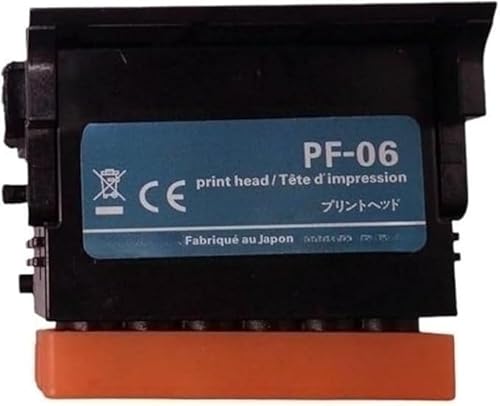 PF-06
CE
print head / Tête d'impression
プリントヘッド
Fabriqué au Japon